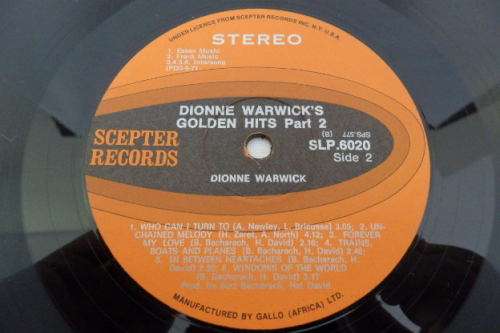 UNDER LICENCE FROM SCEPTER RECORDS INC. N.Y. U.S.A.
STEREO
1. Essex Music
2. Frank Music
3.4.5.6. Intersong
DIONNE WARWICK'S
GOLDEN HITS Part 2
SPS.577 (B)
SCEPTER
RECORDS
SLP.6020
Side 2
DIONNE WARWICK
1. WHO CAN I TURN TO (A. Newley, L. Bricusse) 3.05; 2. UN-
CHAINED MELODY (H. Zaret, A. North) 4:12; 3. FOREVER
MY LOVE (B. Bacharach, H. David) 2.16; 4. TRAINS,
BOATS AND PLANES (B. Bacharach, H. David) 2.46;
5. IN BETWEEN HEARTACHES (B. Bacharach, H.
David) 6. WINDOWS OF THE WORLD
(B. Bacharach, H. David)
Prod. by Burt Bacharach, Hal David
MANUFACTURED BY GALLO (AFRICA) LTD.